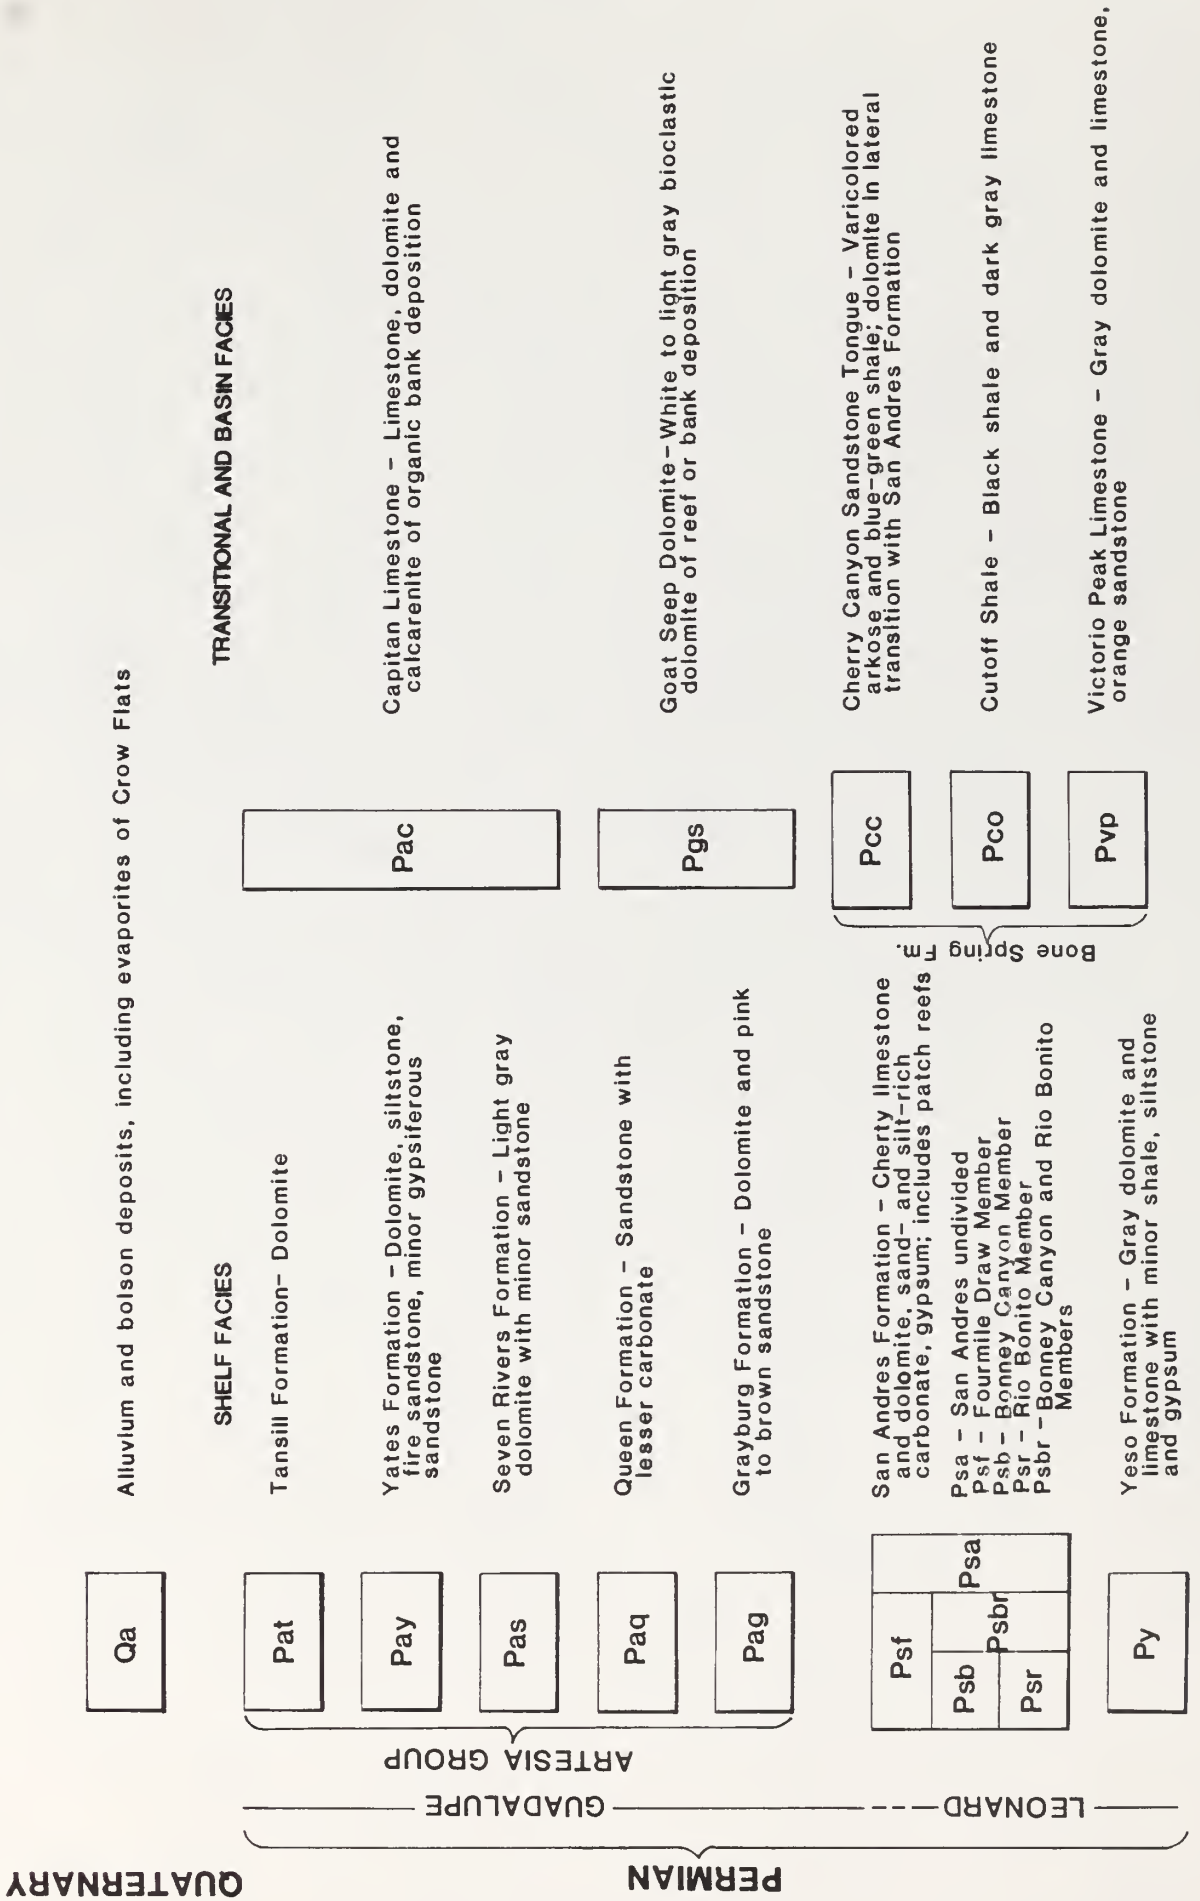 QUATERNARY
Qa
Alluvium and bolson deposits, including evaporites of Crow Flats
SHELF FACIES
TRANSITIONAL AND BASIN FACIES
PERMIAN
GUADALUPE
LEONARD
ARTESIA GROUP
Pat
Tansill Formation- Dolomite
Pay
Yates Formation - Dolomite, siltstone,
fire sandstone, minor gypsiferous
sandstone
Pas
Seven Rivers Formation - Light gray
dolomite with minor sandstone
Paq
Queen Formation - Sandstone with
lesser carbonate
Pag
Grayburg Formation - Dolomite and pink
to brown sandstone
Psf
Psb
Psr
Psbr
Psa
San Andres Formation - Cherty limestone
and dolomite, sand- and silt-rich
carbonate, gypsum; includes patch reefs
Psa - San Andres undivided
Psf - Fourmile Draw Member
Psb - Bonney Canyon Member
Psr - Rio Bonito Member
Psbr - Bonney Canyon and Rio Bonito
Members
Py
Yeso Formation - Gray dolomite and
limestone with minor shale, siltstone
and gypsum
Pac
Capitan Limestone - Limestone, dolomite and
calcarenite of organic bank deposition
Pgs
Goat Seep Dolomite-White to light gray bioclastic
dolomite of reef or bank deposition
Bone Spring Fm.
Pcc
Cherry Canyon Sandstone Tongue - Varicolored
arkose and blue-green shale; dolomite in lateral
transition with San Andres Formation
Pco
Cutoff Shale - Black shale and dark gray limestone
Pvp
Victorio Peak Limestone - Gray dolomite and limestone,
orange sandstone